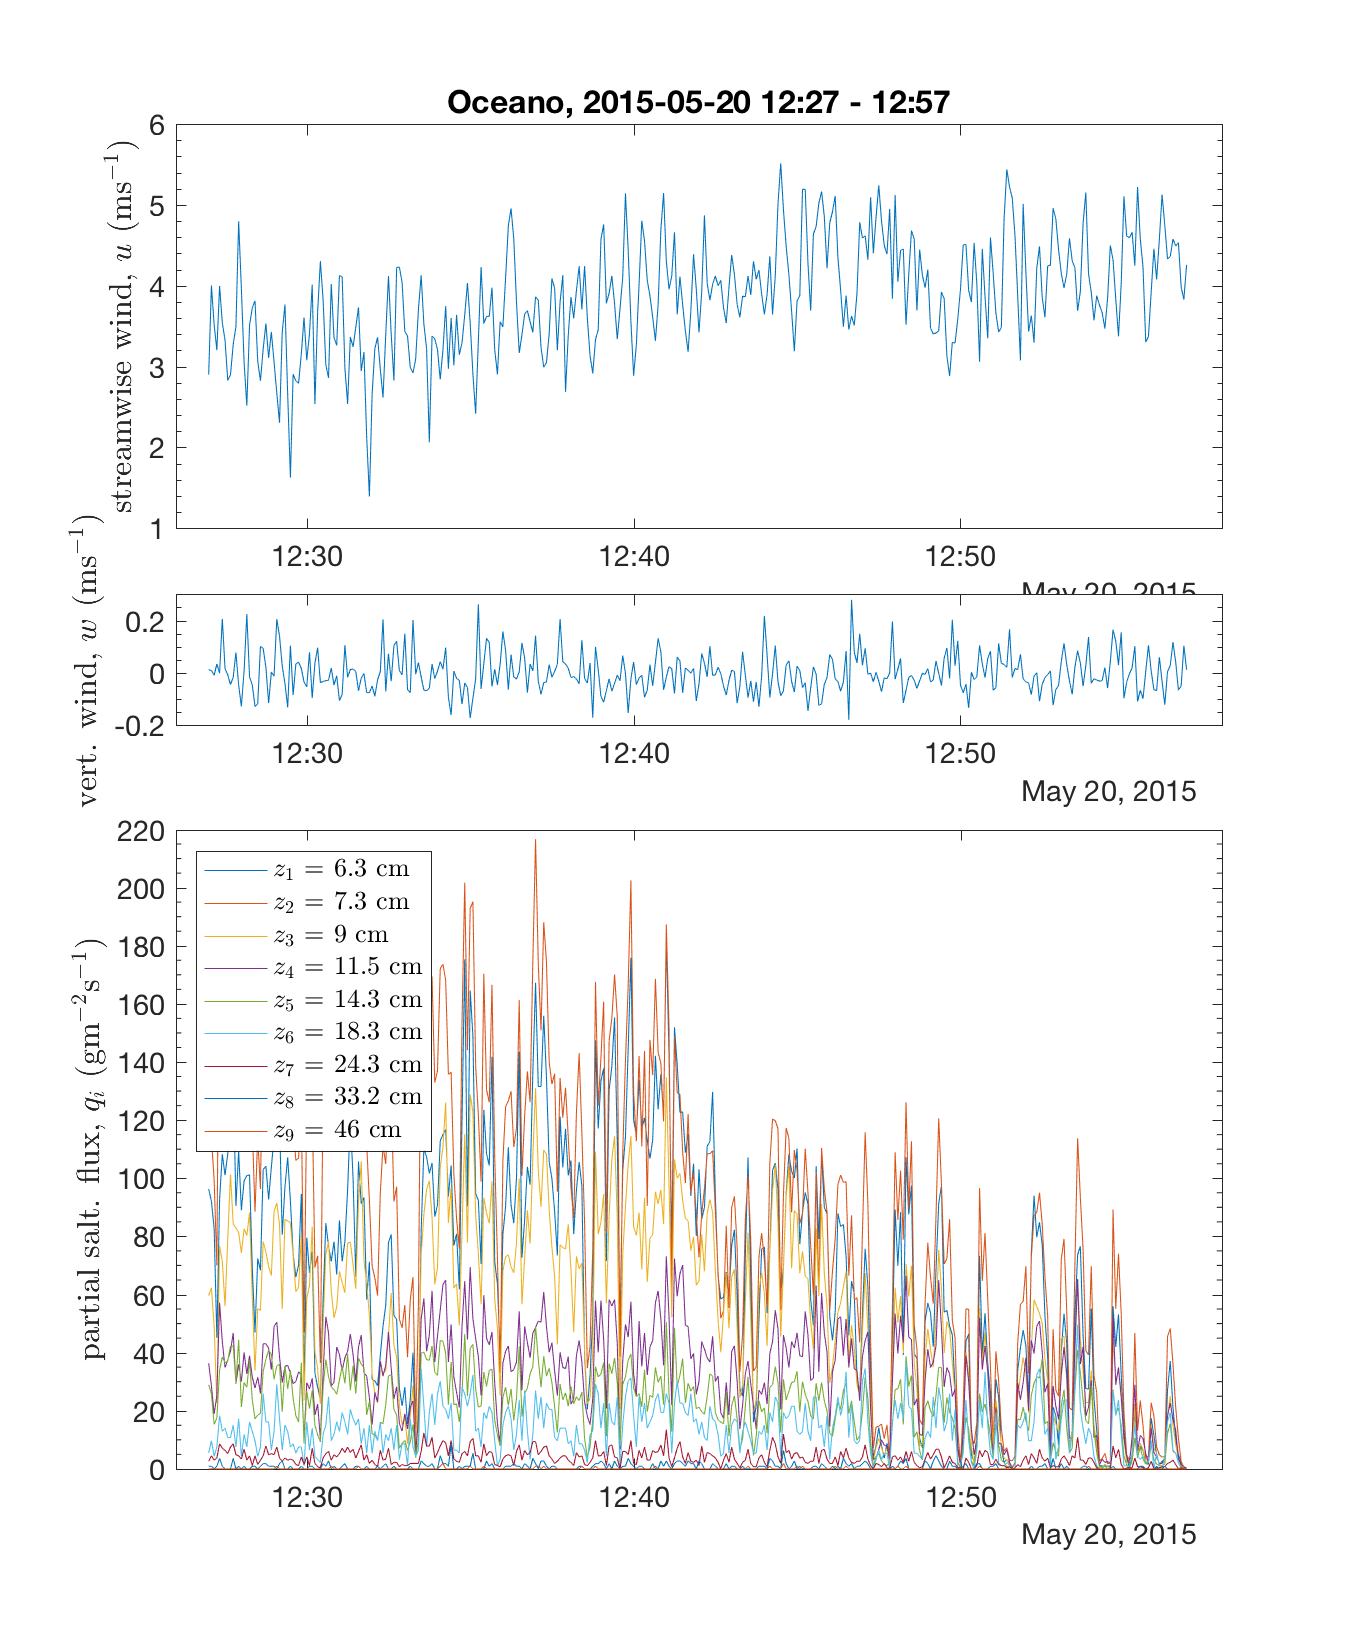 Oceano, 2015-05-20 12:27 - 12:57
streamwise wind, u (ms⁻¹)
6
5
4
3
2
1
12:30 12:40 12:50
May 20, 2015
vert. wind, w (ms⁻¹)
0.2
0
-0.2
12:30 12:40 12:50
May 20, 2015
partial salt. flux, qᵢ (gm⁻²s⁻¹)
220
200
180
160
140
120
100
80
60
40
20
0
z₁ = 6.3 cm
z₂ = 7.3 cm
z₃ = 9 cm
z₄ = 11.5 cm
z₅ = 14.3 cm
z₆ = 18.3 cm
z₇ = 24.3 cm
z₈ = 33.2 cm
z₉ = 46 cm
12:30 12:40 12:50
May 20, 2015